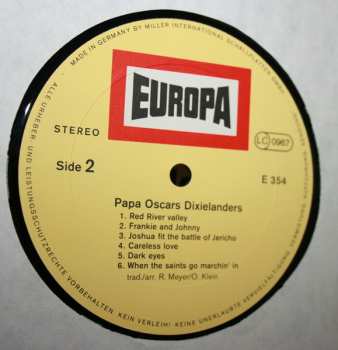 MADE IN GERMANY BY MILLER INTERNATIONAL SCHALLPLATTEN GMBH
EUROPA
STEREO
LC 0967
Side 2
E 354
Papa Oscars Dixielanders
1. Red River valley
2. Frankie and Johnny
3. Joshua fit the battle of Jericho
4. Careless love
5. Dark eyes
6. When the saints go marchin' in
trad./arr. R. Meyer/O. Klein
ALLE URHEBER- UND LEISTUNGSSCHUTZRECHTE VORBEHALTEN KEIN VERLEIH! KEINE UNERLAUBTE